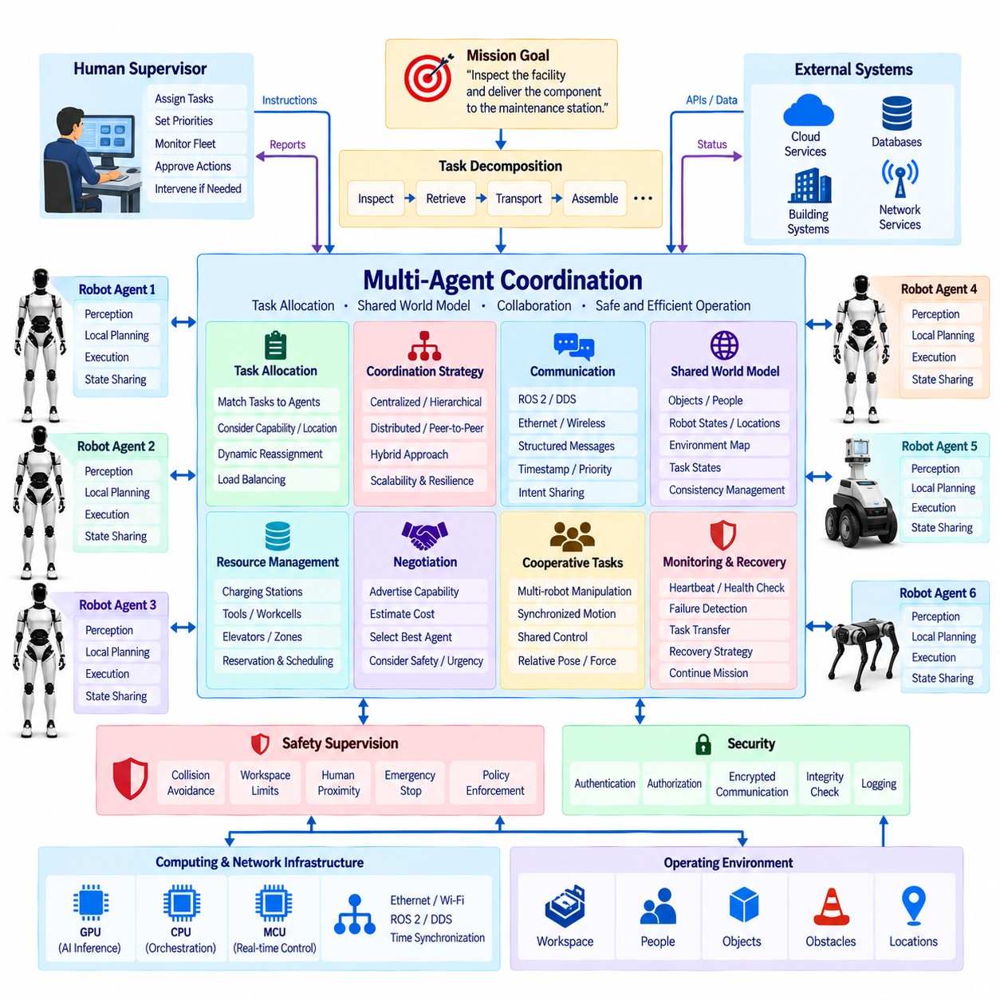 Human Supervisor
Assign Tasks
Set Priorities
Monitor Fleet
Approve Actions
Intervene if Needed
Instructions
Reports
Mission Goal
“Inspect the facility
and deliver the component
to the maintenance station.”
Task Decomposition
Inspect
Retrieve
Transport
Assemble
•••
APIs / Data
Status
External Systems
Cloud
Services
Databases
Building
Systems
Network
Services
Multi-Agent Coordination
Task Allocation • Shared World Model • Collaboration • Safe and Efficient Operation
Robot Agent 1
Perception
Local Planning
Execution
State Sharing
Robot Agent 2
Perception
Local Planning
Execution
State Sharing
Robot Agent 3
Perception
Local Planning
Execution
State Sharing
Task Allocation
Match Tasks to Agents
Consider Capability / Location
Dynamic Reassignment
Load Balancing
Coordination Strategy
Centralized / Hierarchical
Distributed / Peer-to-Peer
Hybrid Approach
Scalability & Resilience
Communication
ROS 2 / DDS
Ethernet / Wireless
Structured Messages
Timestamp / Priority
Intent Sharing
Shared World Model
Objects / People
Robot States / Locations
Environment Map
Task States
Consistency Management
Resource Management
Charging Stations
Tools / Workcells
Elevators / Zones
Reservation & Scheduling
Negotiation
Advertise Capability
Estimate Cost
Select Best Agent
Consider Safety / Urgency
Cooperative Tasks
Multi-robot Manipulation
Synchronized Motion
Shared Control
Relative Pose / Force
Monitoring & Recovery
Heartbeat / Health Check
Failure Detection
Task Transfer
Recovery Strategy
Continue Mission
Robot Agent 4
Perception
Local Planning
Execution
State Sharing
Robot Agent 5
Perception
Local Planning
Execution
State Sharing
Robot Agent 6
Perception
Local Planning
Execution
State Sharing
Safety Supervision
Collision
Avoidance
Workspace
Limits
Human
Proximity
Emergency
Stop
Policy
Enforcement
Security
Authentication
Authorization
Encrypted
Communication
Integrity
Check
Logging
Computing & Network Infrastructure
GPU
(AI Inference)
CPU
(Orchestration)
MCU
(Real-time Control)
Ethernet / Wi-Fi
ROS 2 / DDS
Time Synchronization
Operating Environment
Workspace
People
Objects
Obstacles
Locations